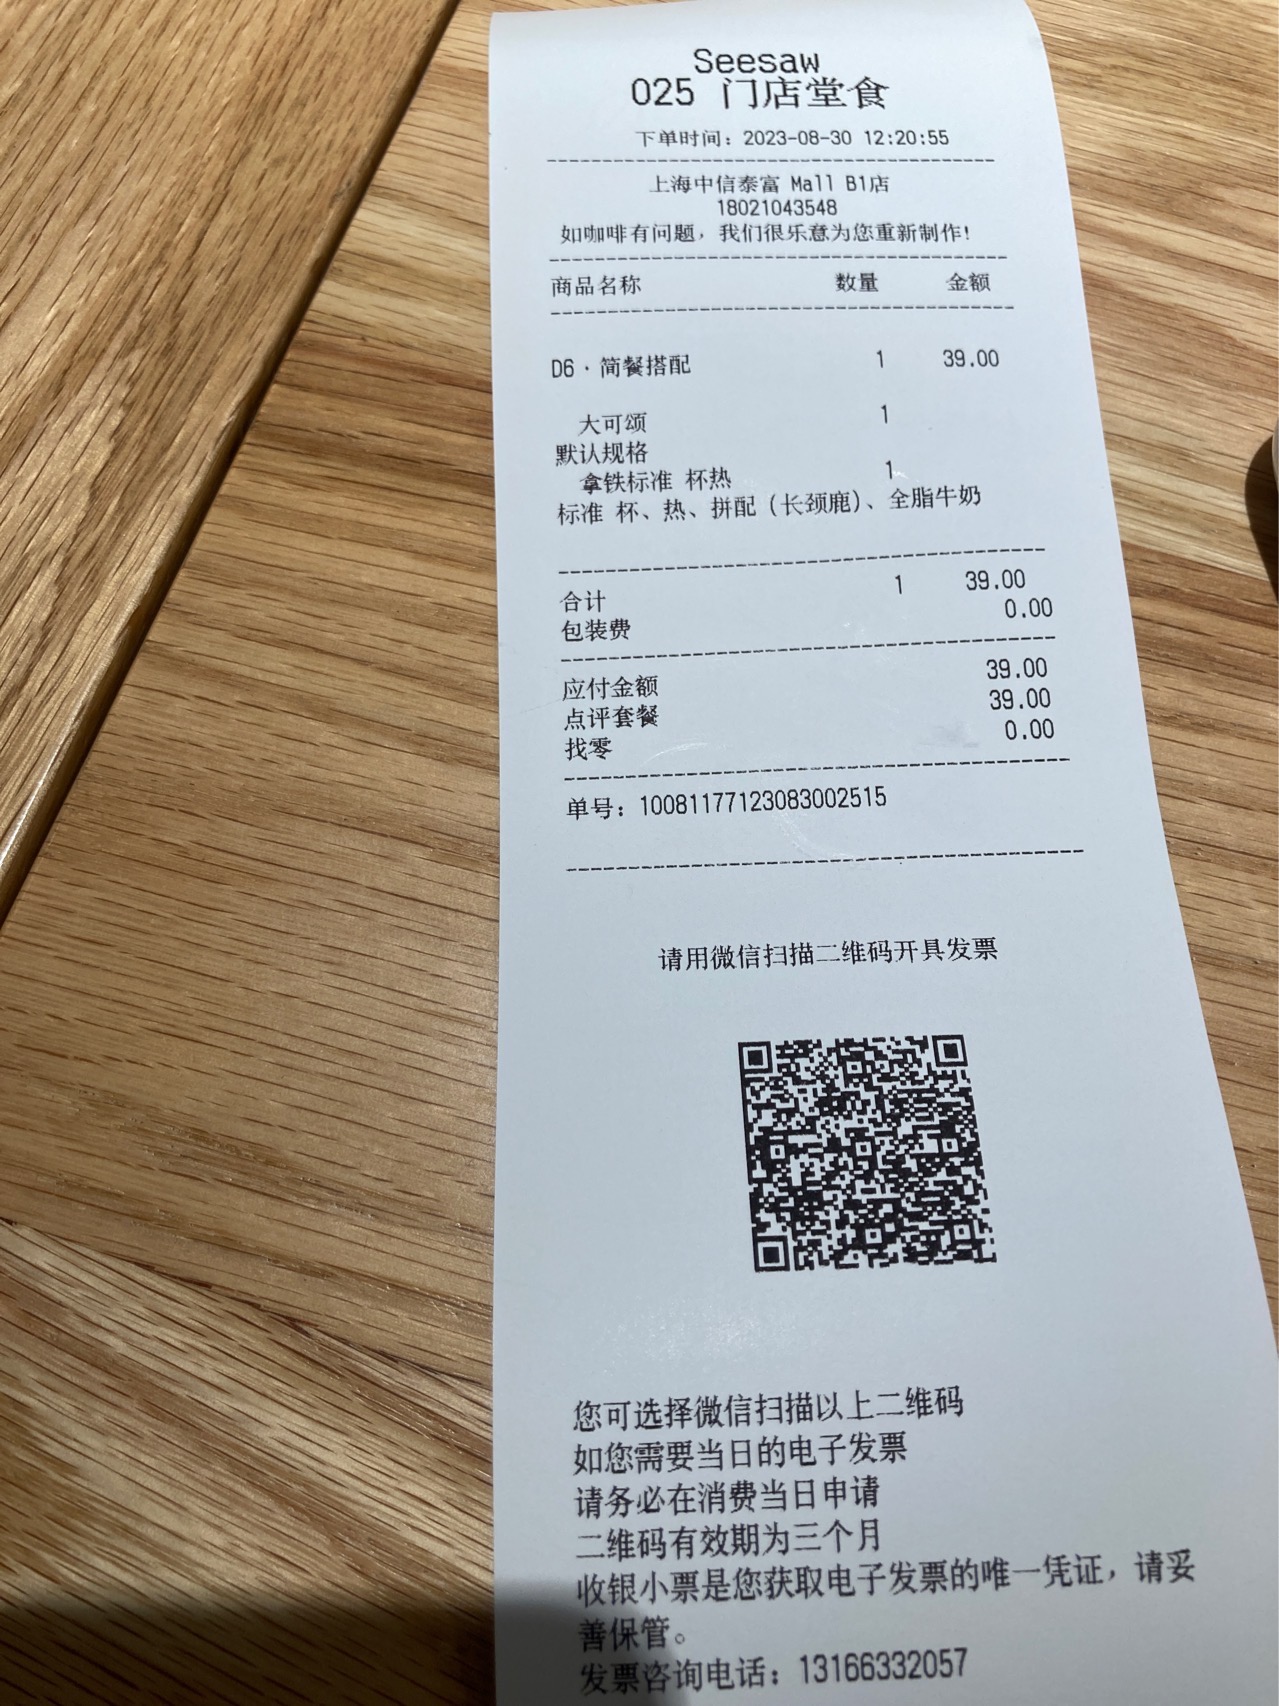 Seesaw
025 门店堂食
下单时间：2023-08-30 12:20:55
上海中信泰富 Mall B1店
18021043548
如咖啡有问题，我们很乐意为您重新制作！
商品名称 数量 金额
D6·简餐搭配 1 39.00
大可颂 1
默认规格
拿铁标准 杯热 1
标准 杯、热、拼配（长颈鹿）、全脂牛奶
合计 1 39.00
包装费 0.00
应付金额 39.00
点评套餐 39.00
找零 0.00
单号：10081177123083002515
请用微信扫描二维码开具发票
您可选择微信扫描以上二维码
如您需要当日的电子发票
请务必在消费当日申请
二维码有效期为三个月
收银小票是您获取电子发票的唯一凭证，请妥
善保管。
发票咨询电话：13166332057